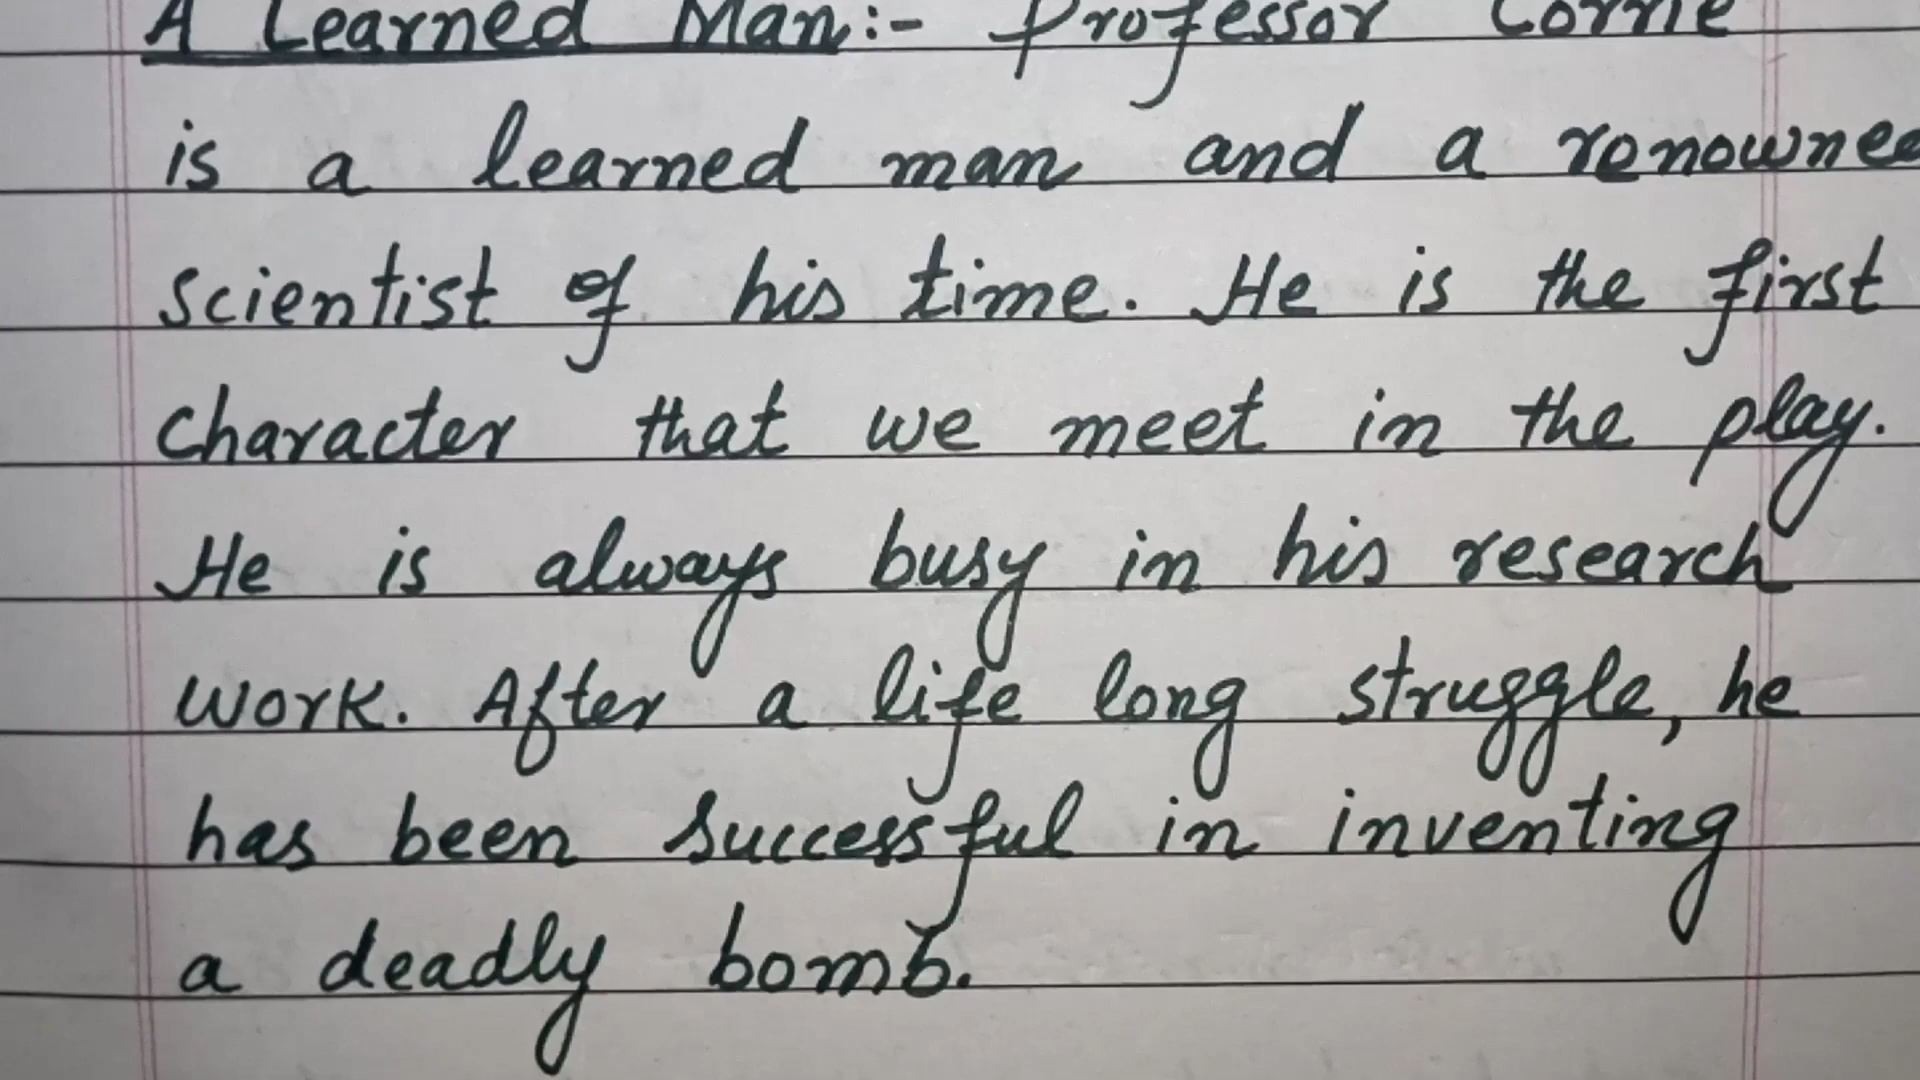 A Learned Man:- Professor Corrie
is a learned man and a renowned
scientist of his time. He is the first
character that we meet in the play.
He is always busy in his research
work. After a life long struggle, he
has been successful in inventing
a deadly bomb.